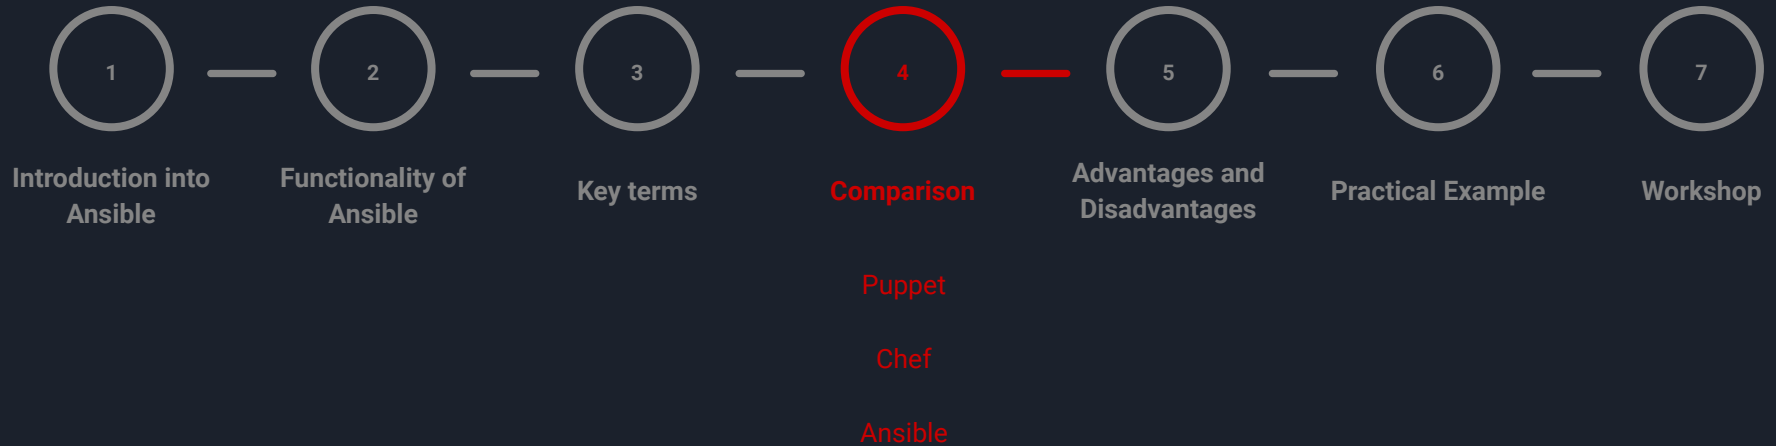 1
2
3
4
5
6
7
Introduction into
Ansible
Functionality of
Ansible
Key terms
Comparison
Advantages and
Disadvantages
Practical Example
Workshop
Puppet
Chef
Ansible